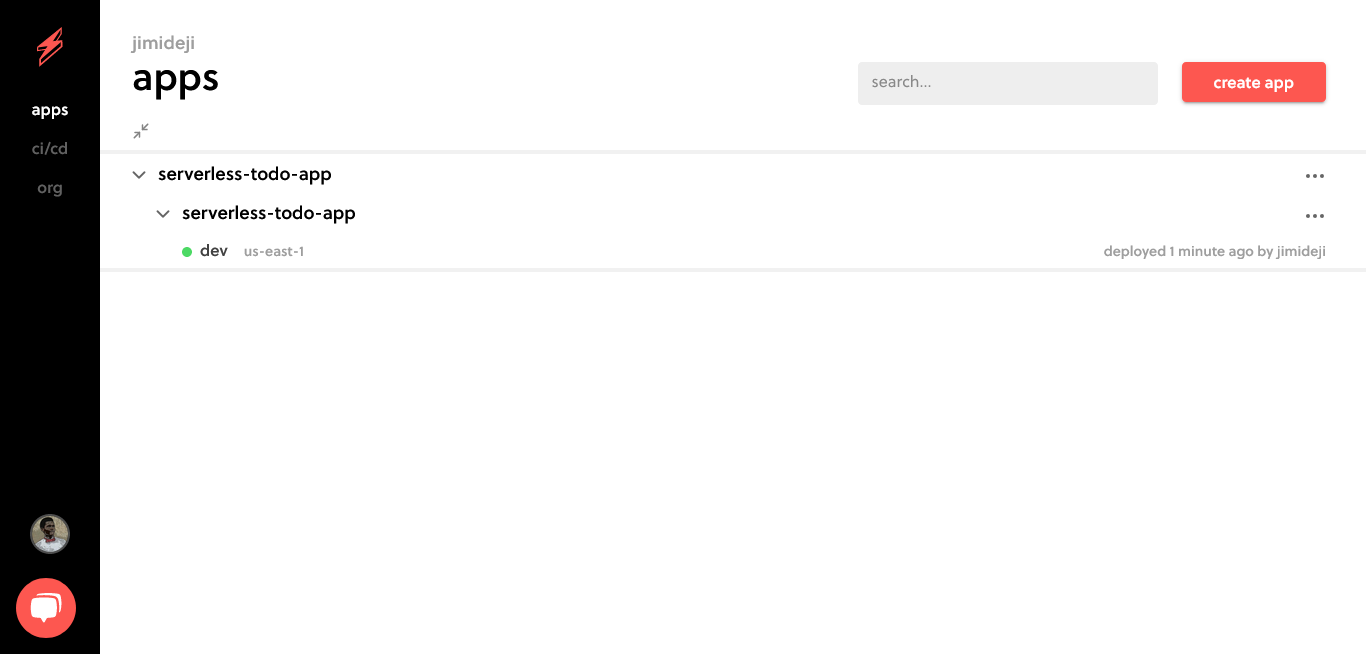 jimideji
apps
search...
create app
apps
ci/cd
org
serverless-todo-app
serverless-todo-app
dev us-east-1 deployed 1 minute ago by jimideji